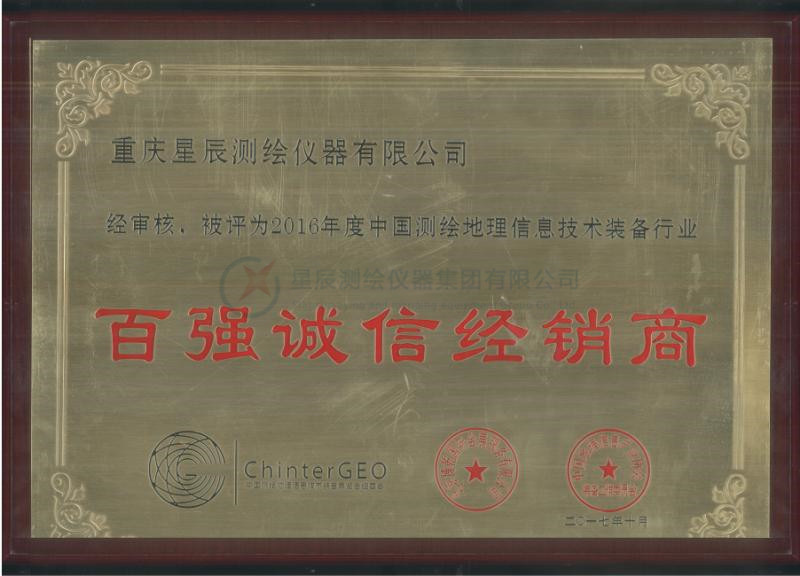 重庆星辰测绘仪器有限公司
经审核，被评为2016年度中国测绘地理信息技术装备行业
星辰测绘仪器集团有限公司
百强诚信经销商
ChinterGEO
二〇一七年十月